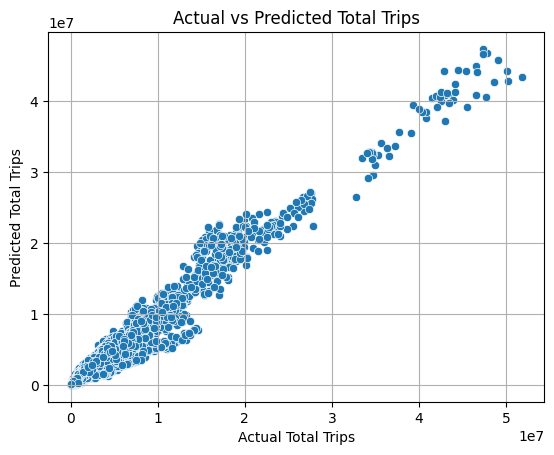 Actual vs Predicted Total Trips
1e7
4
3
2
1
0
Predicted Total Trips
0 1 2 3 4 5
1e7
Actual Total Trips